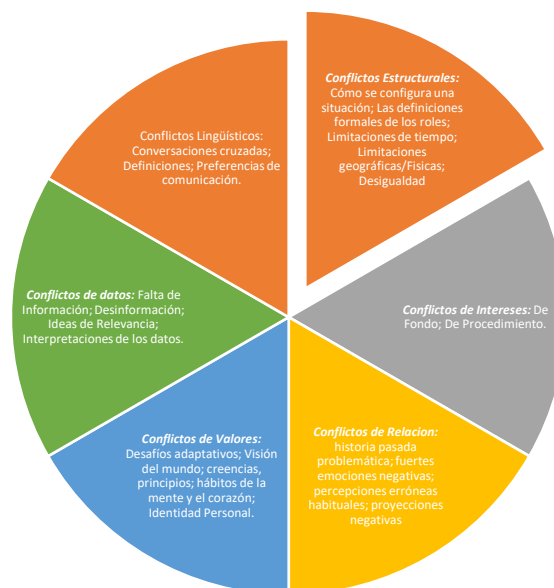 Conflictos Estructurales:
Cómo se configura una
situación; Las definiciones
formales de los roles;
Limitaciones de tiempo;
Limitaciones
geográficas/Fisicas;
Desigualdad
Conflictos de Intereses: De
Fondo; De Procedimiento.
Conflictos de Relacion:
historia pasada
problemática; fuertes
emociones negativas;
percepciones erróneas
habituales; proyecciones
negativas
Conflictos de Valores:
Desafíos adaptativos; Visión
del mundo; creencias,
principios; hábitos de la
mente y el corazón;
Identidad Personal.
Conflictos de datos: Falta de
Información; Desinformación;
Ideas de Relevancia;
Interpretaciones de los datos.
Conflictos Lingüísticos:
Conversaciones cruzadas;
Definiciones; Preferencias de
comunicación.